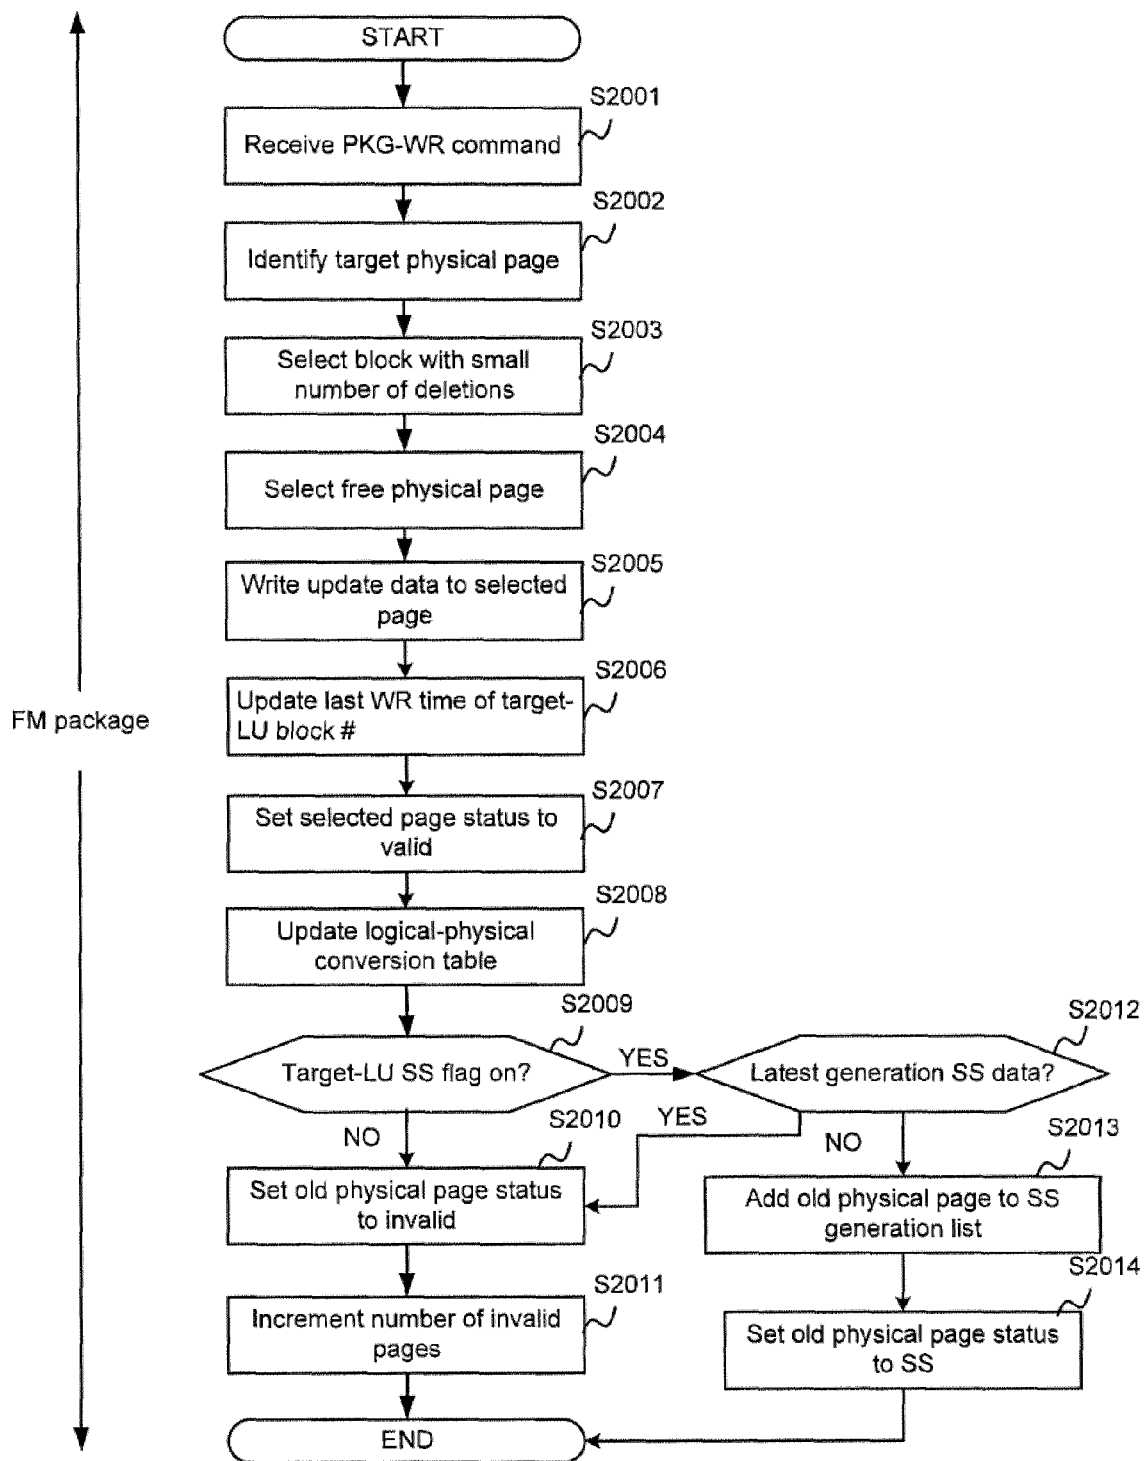 START
S2001
Receive PKG-WR command
S2002
Identify target physical page
S2003
Select block with small
number of deletions
S2004
Select free physical page
S2005
Write update data to selected
page
S2006
Update last WR time of target-
LU block #
FM package
S2007
Set selected page status to
valid
S2008
Update logical-physical
conversion table
S2009
S2012
Target-LU SS flag on?
YES
Latest generation SS data?
YES
NO
S2010
NO
S2013
Set old physical page status
to invalid
Add old physical page to SS
generation list
S2011
S2014
Increment number of invalid
pages
Set old physical page status
to SS
END